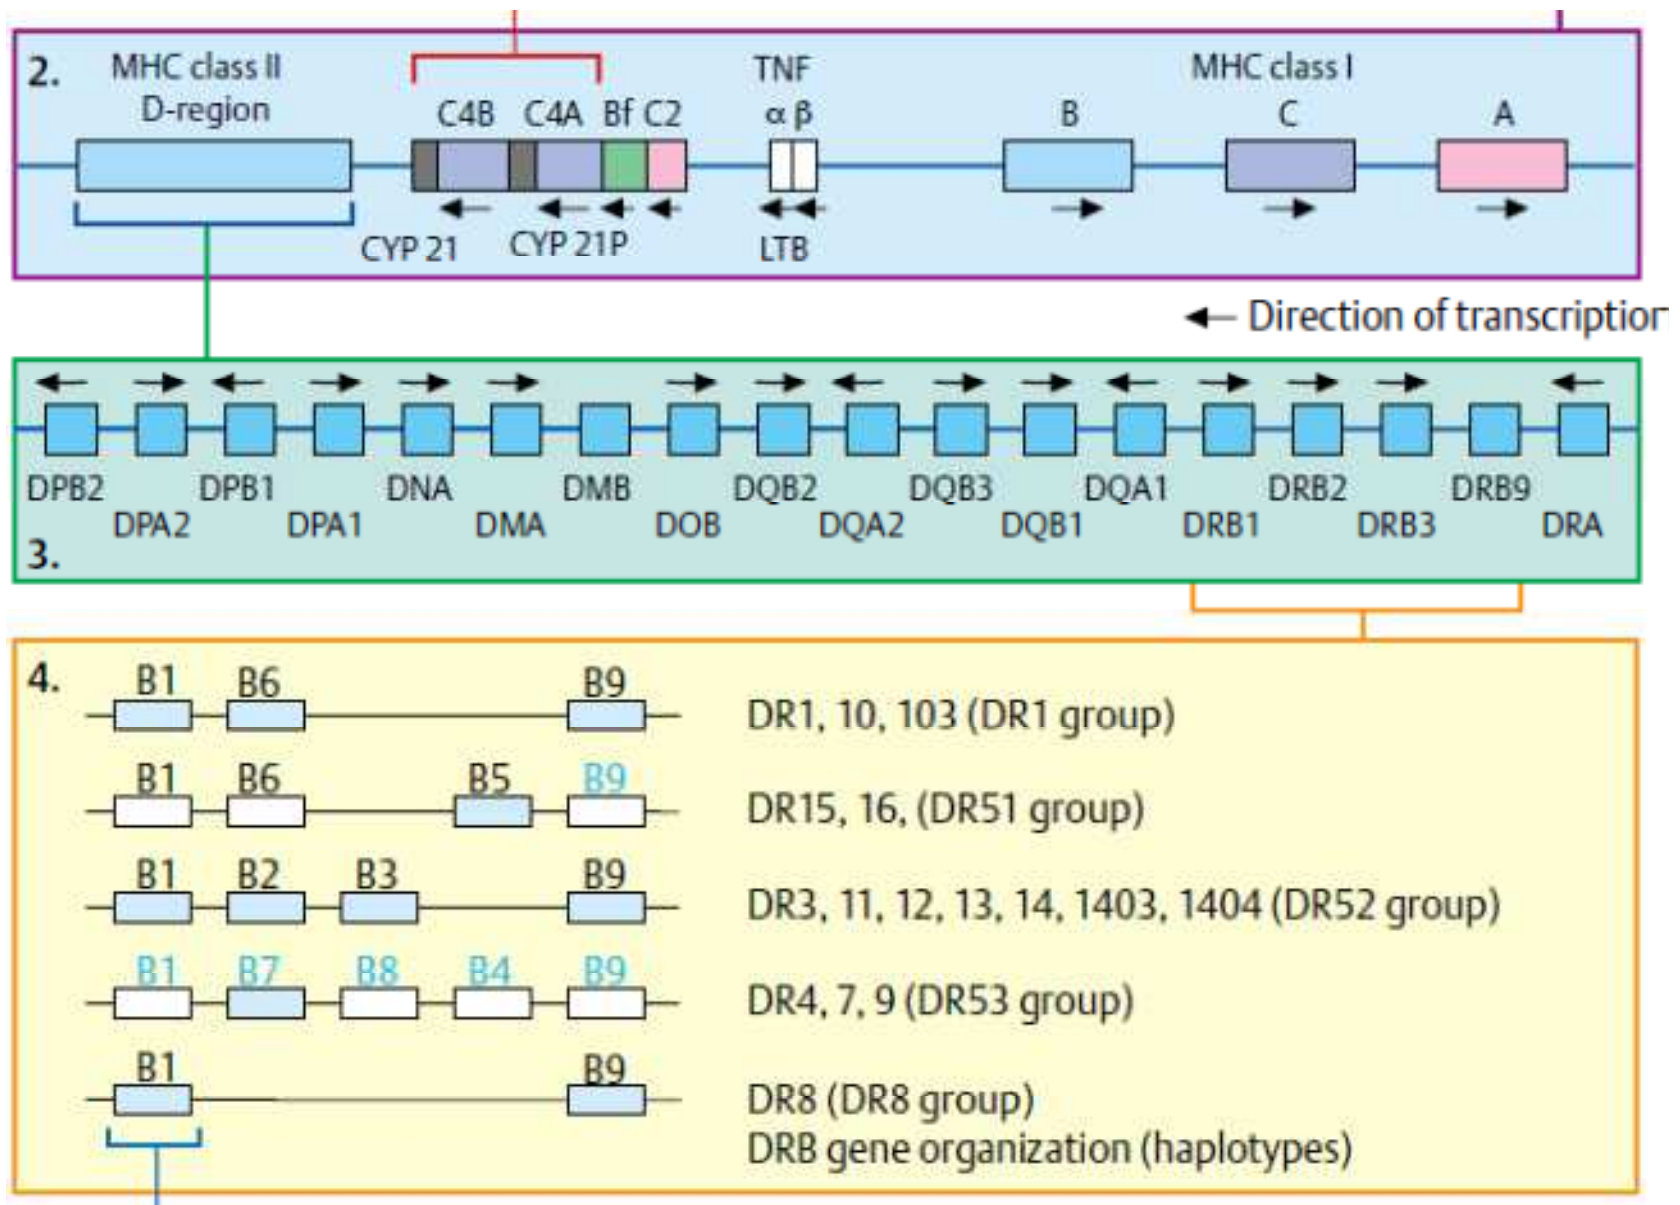 2.
MHC class II
D-region
C4B C4A Bf C2
TNF
α β
MHC class I
B C A
CYP 21 CYP 21P LTB
← Direction of transcription
DPB2 DPB1 DNA DMB DQB2 DQB3 DQA1 DRB2 DRB9
DPA2 DPA1 DMA DOB DQA2 DQB1 DRB1 DRB3 DRA
3.
4.
B1 B6 B9
DR1, 10, 103 (DR1 group)
B1 B6 B5 B9
DR15, 16, (DR51 group)
B1 B2 B3 B9
DR3, 11, 12, 13, 14, 1403, 1404 (DR52 group)
B1 B7 B8 B4 B9
DR4, 7, 9 (DR53 group)
B1 B9
DR8 (DR8 group)
DRB gene organization (haplotypes)